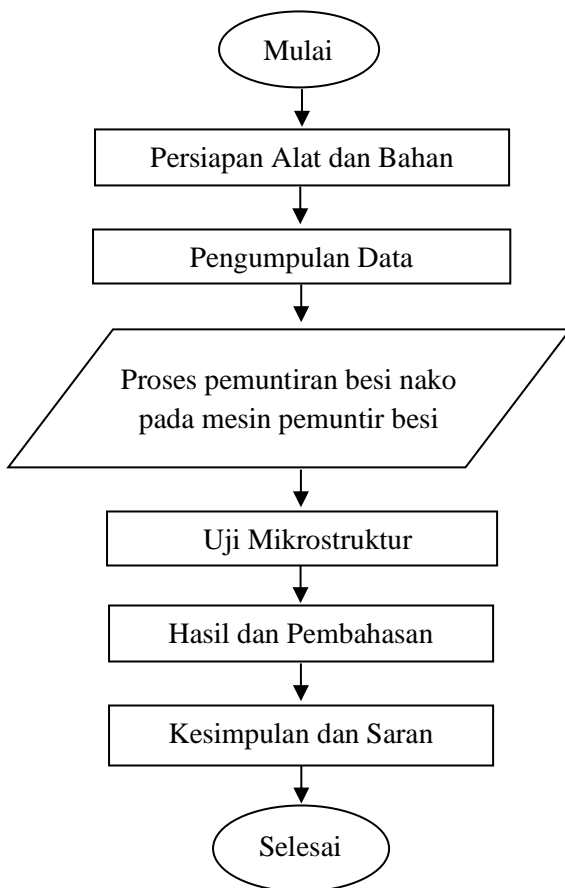 Mulai
Persiapan Alat dan Bahan
Pengumpulan Data
Proses pemuntiran besi nako
pada mesin pemuntir besi
Uji Mikrostruktur
Hasil dan Pembahasan
Kesimpulan dan Saran
Selesai